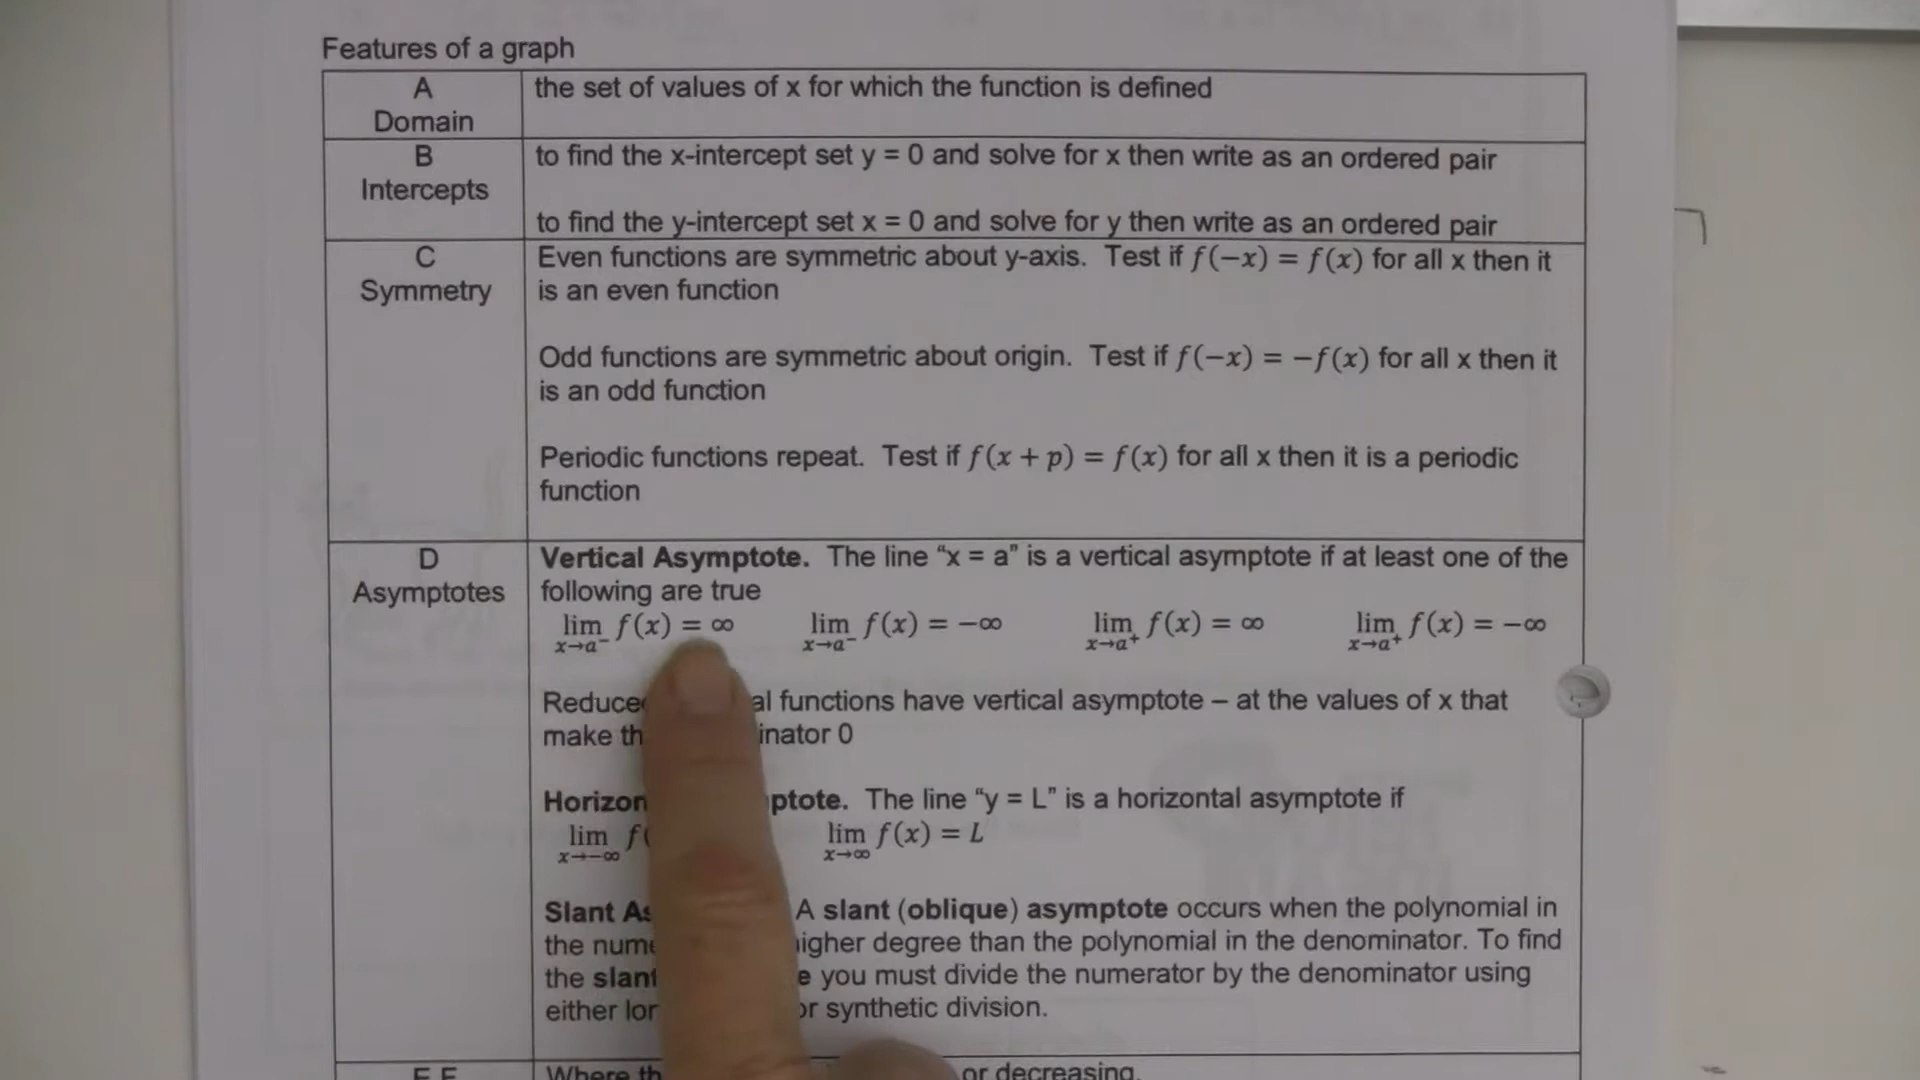 Features of a graph
A
Domain
the set of values of x for which the function is defined
B
Intercepts
to find the x-intercept set y = 0 and solve for x then write as an ordered pair
to find the y-intercept set x = 0 and solve for y then write as an ordered pair
C
Symmetry
Even functions are symmetric about y-axis. Test if f(−x) = f(x) for all x then it
is an even function
Odd functions are symmetric about origin. Test if f(−x) = −f(x) for all x then it
is an odd function
Periodic functions repeat. Test if f(x + p) = f(x) for all x then it is a periodic
function
D
Asymptotes
Vertical Asymptote. The line “x = a” is a vertical asymptote if at least one of the
following are true
lim x→a⁻ f(x) = ∞ lim x→a⁻ f(x) = −∞ lim x→a⁺ f(x) = ∞ lim x→a⁺ f(x) = −∞
functions have vertical asymptote – at the values of x that
make 0
The line “y = L” is a horizontal asymptote if
lim x→−∞ lim x→∞ f(x) = L
Slant A slant (oblique) asymptote occurs when the polynomial in
the degree than the polynomial in the denominator. To find
the slant you must divide the numerator by the denominator using
either synthetic division.
Where or decreasing.